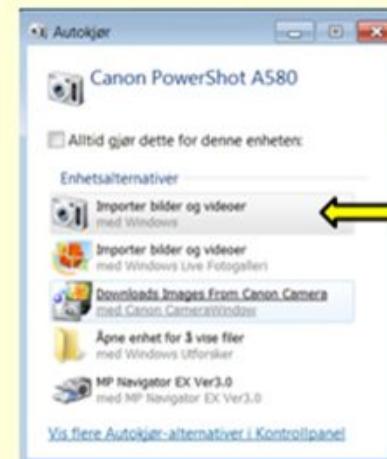 Autokjør
Canon PowerShot A580
Alltid gjør dette for denne enheten:
Enhetsalternativer
Importer bilder og videoer
med Windows
Importer bilder og videoer
med Windows Live Fotogalleri
Downloads Images From Canon Camera
med Canon CameraWindow
Åpne enhet for å vise filer
med Windows Utforsker
MP Navigator EX Ver3.0
med MP Navigator EX Ver3.0
Vis flere Autokjør-alternativer i Kontrollpanel